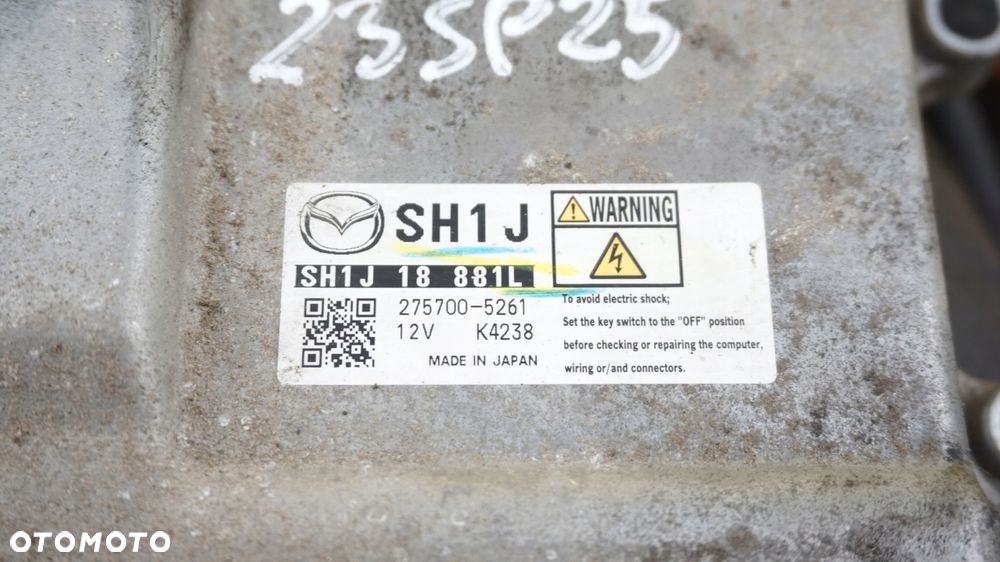 23SP25
SH1J
SH1J 18 881L
275700-5261
12V K4238
MADE IN JAPAN
WARNING
To avoid electric shock;
Set the key switch to the "OFF" position
before checking or repairing the computer,
wiring or/and connectors.
OTOMOTO